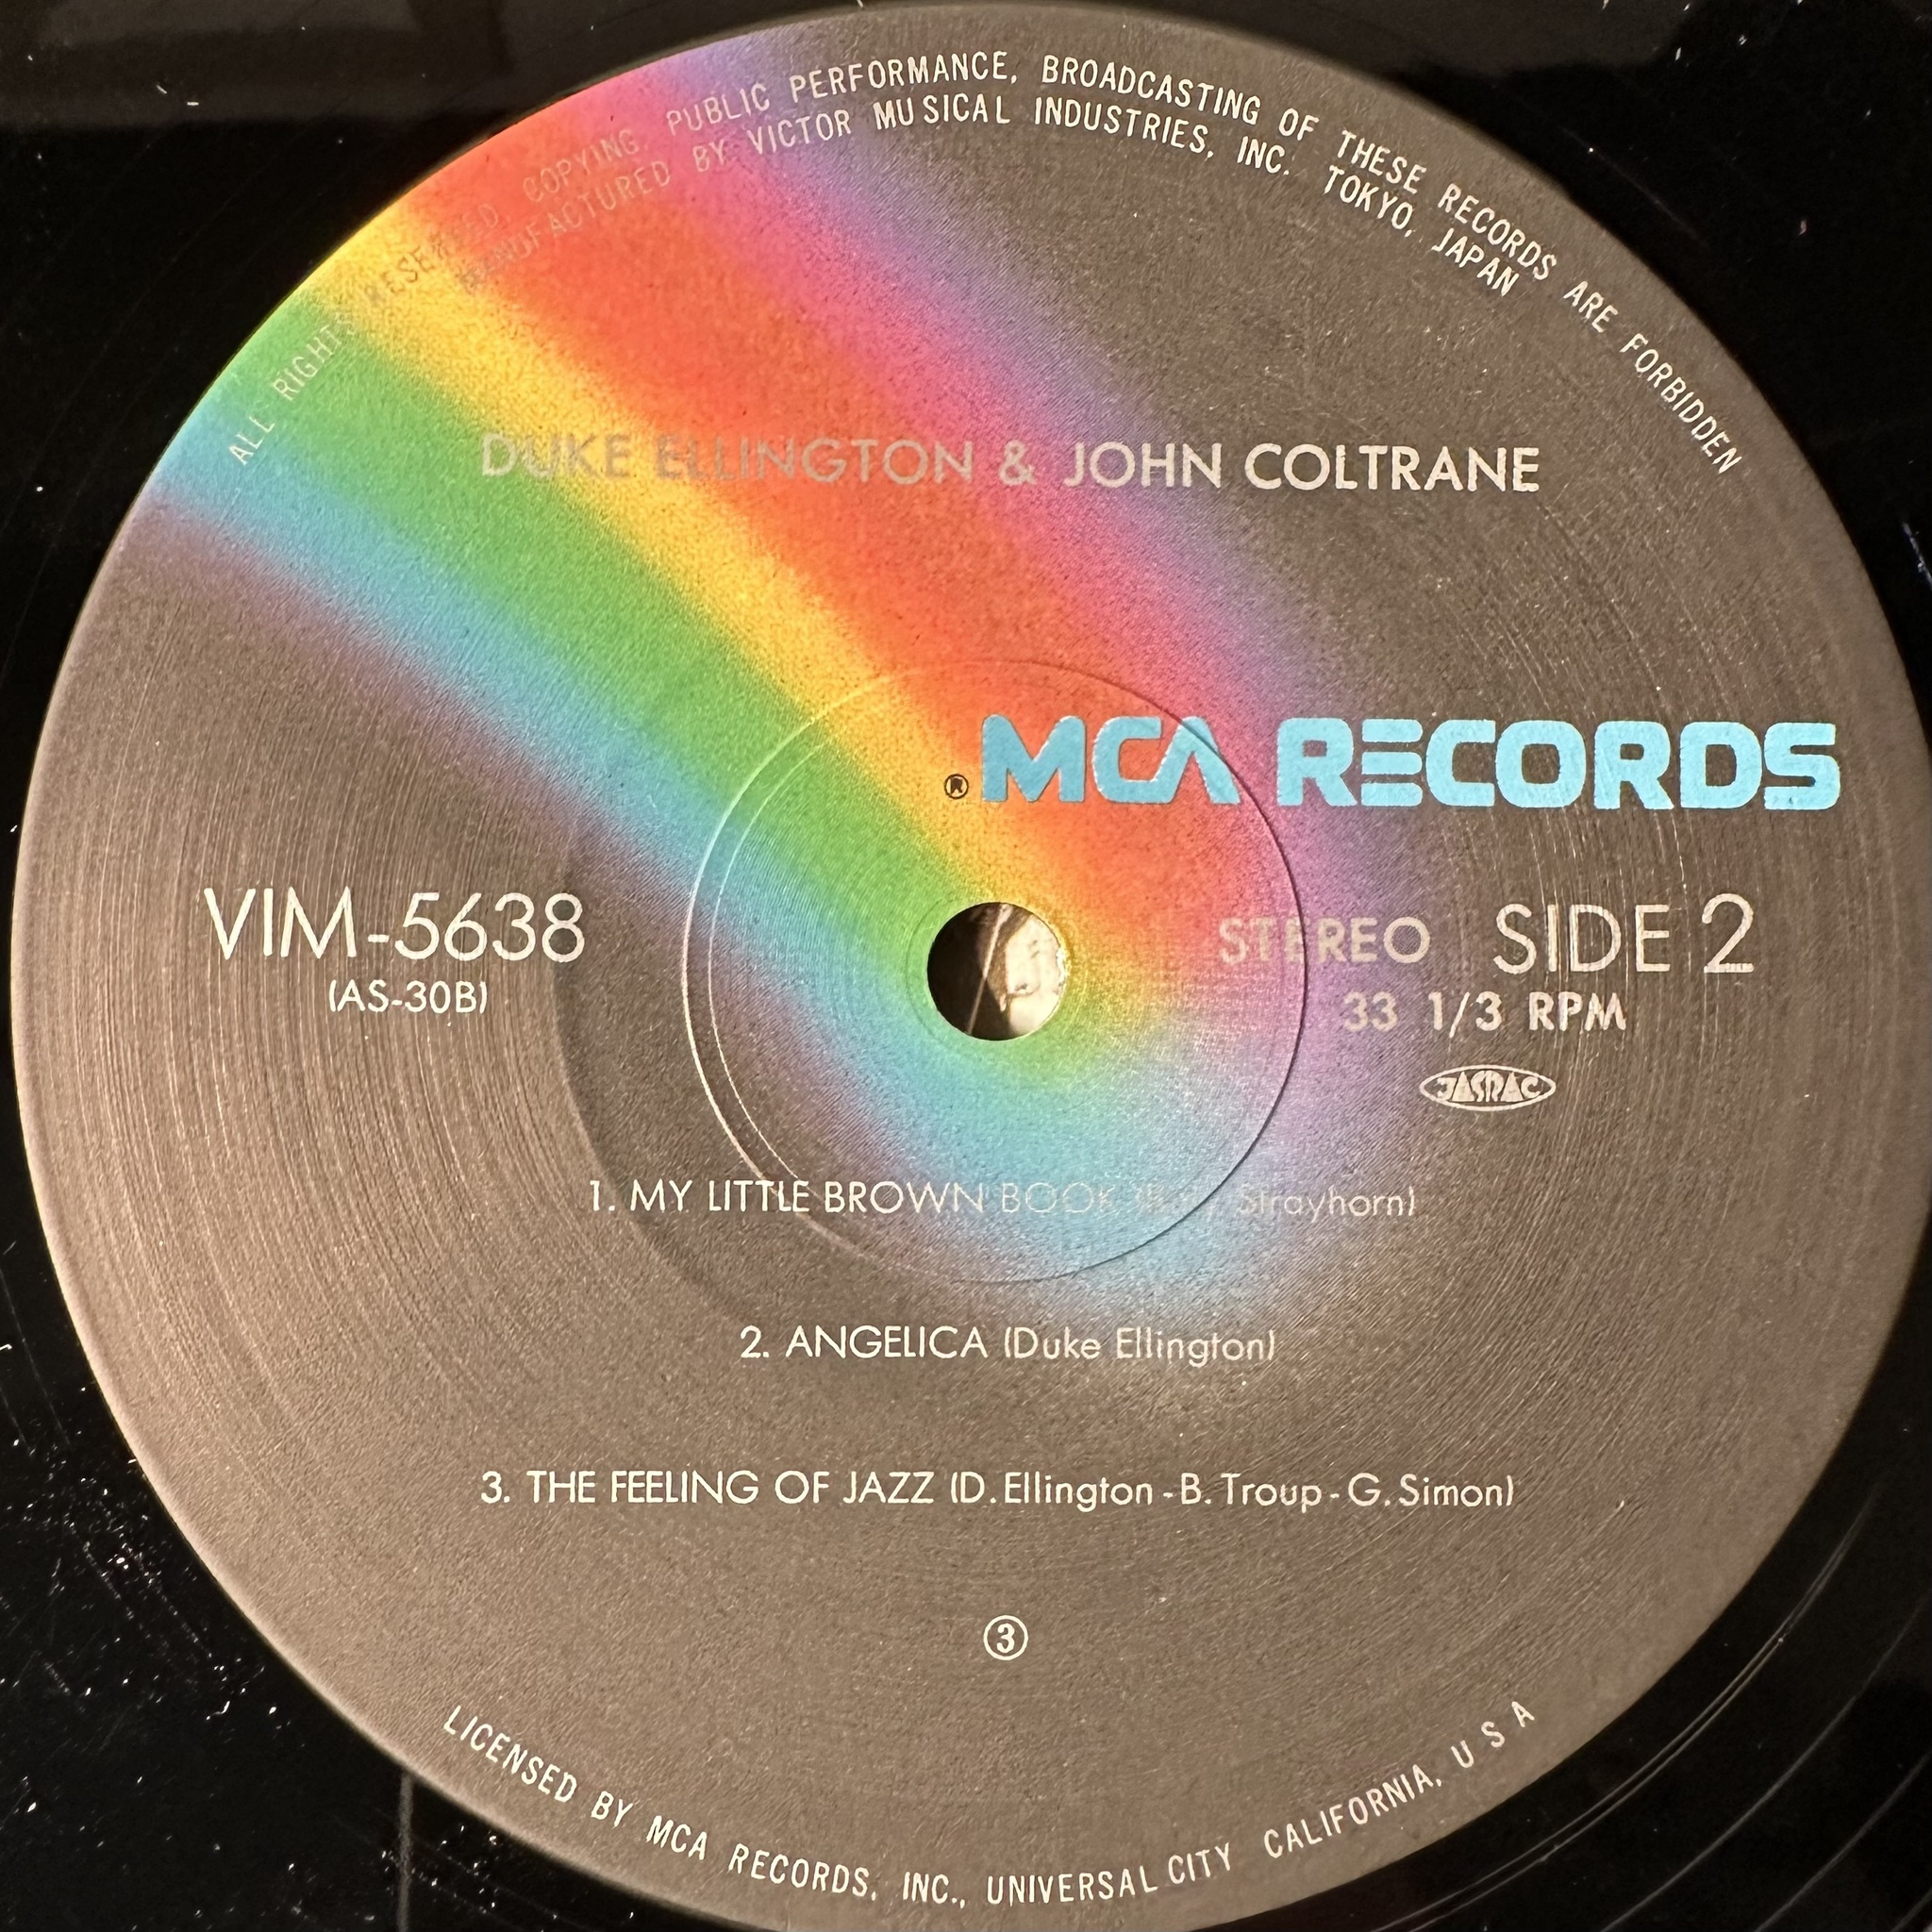 ALL RIGHTS RESERVED. COPYING, PUBLIC PERFORMANCE, BROADCASTING OF THESE RECORDS ARE FORBIDDEN
MANUFACTURED BY VICTOR MUSICAL INDUSTRIES, INC. TOKYO, JAPAN
DUKE ELLINGTON & JOHN COLTRANE
® MCA RECORDS
VIM-5638
(AS-30B)
STEREO SIDE 2
33 1/3 RPM
JASRAC
1. MY LITTLE BROWN BOOK (Billy Strayhorn)
2. ANGELICA (Duke Ellington)
3. THE FEELING OF JAZZ (D. Ellington - B. Troup - G. Simon)
③
LICENSED BY MCA RECORDS, INC., UNIVERSAL CITY CALIFORNIA, U S A